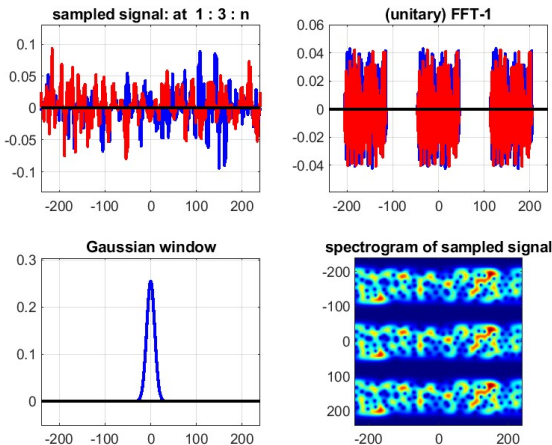 sampled signal: at 1 : 3 : n
0.1
0.05
0
-0.05
-0.1
-200 -100 0 100 200
(unitary) FFT-1
0.06
0.04
0.02
0
-0.02
-0.04
-200 -100 0 100 200
Gaussian window
0.3
0.2
0.1
0
-200 -100 0 100 200
spectrogram of sampled signal
-200
-100
0
100
200
-200 0 200